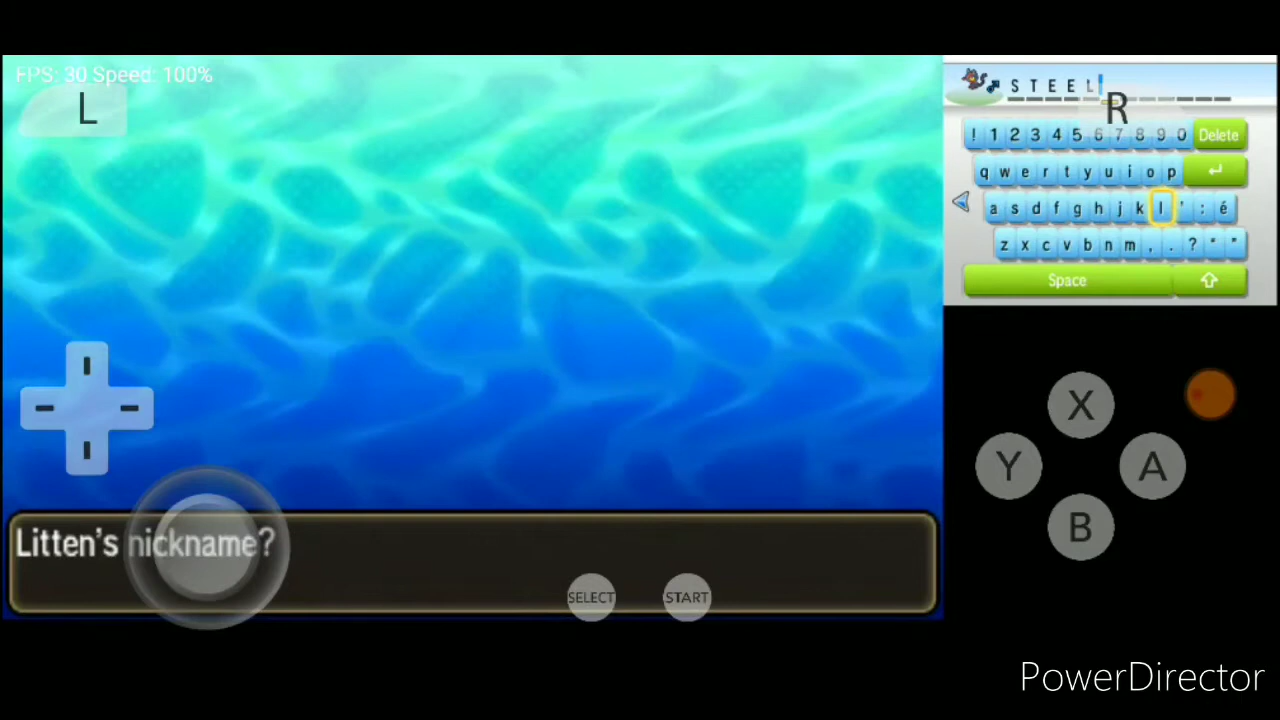 FPS: 30 Speed: 100%
L
S T E E L
R
! 1 2 3 4 5 6 7 8 9 0 Delete
q w e r t y u i o p
a s d f g h j k l ' : é
z x c v b n m , . ? “ ”
Space
X
Y
A
B
Litten's nickname?
SELECT
START
PowerDirector